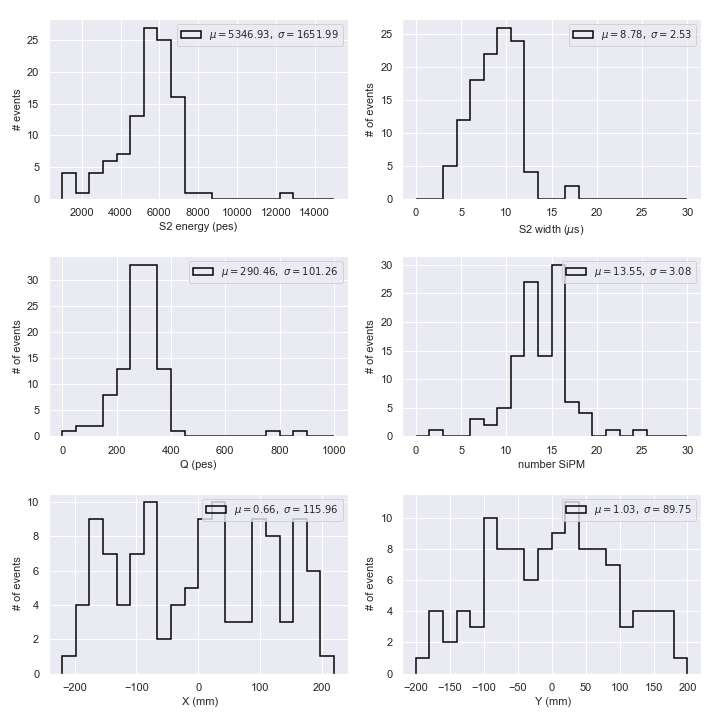 μ = 5346.93, σ = 1651.99
25
20
15
10
5
0
# events
2000 4000 6000 8000 10000 12000 14000
S2 energy (pes)
μ = 8.78, σ = 2.53
25
20
15
10
5
0
# of events
0 5 10 15 20 25 30
S2 width (μs)
μ = 290.46, σ = 101.26
30
25
20
15
10
5
0
# of events
0 200 400 600 800 1000
Q (pes)
μ = 13.55, σ = 3.08
30
25
20
15
10
5
0
# of events
0 5 10 15 20 25 30
number SiPM
μ = 0.66, σ = 115.96
10
8
6
4
2
0
# of events
−200 −100 0 100 200
X (mm)
μ = 1.03, σ = 89.75
10
8
6
4
2
0
# of events
−200 −150 −100 −50 0 50 100 150 200
Y (mm)